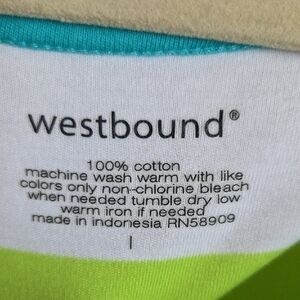 westbound®
100% cotton
machine wash warm with like
colors only non-chlorine bleach
when needed tumble dry low
warm iron if needed
made in indonesia RN58909
l